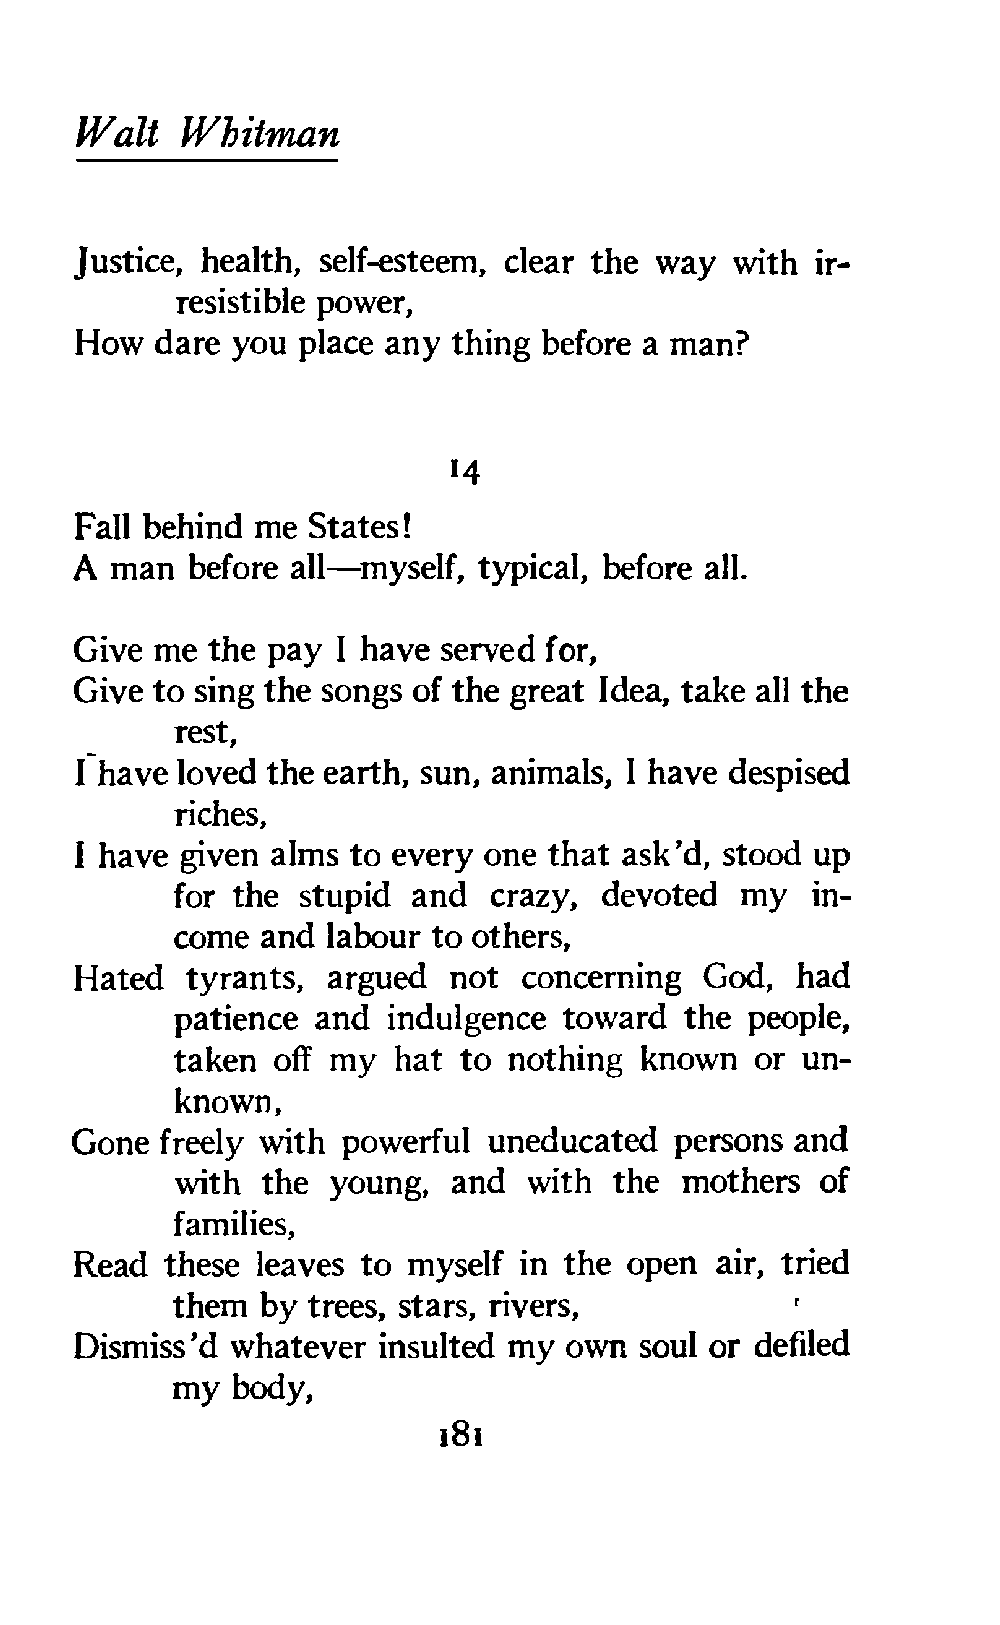 Walt Whitman
Justice, health, self-esteem, clear the way with ir-
resistible power,
How dare you place any thing before a man?
14
Fall behind me States!
A man before all—myself, typical, before all.
Give me the pay I have served for,
Give to sing the songs of the great Idea, take all the
rest,
I have loved the earth, sun, animals, I have despised
riches,
I have given alms to every one that ask'd, stood up
for the stupid and crazy, devoted my in-
come and labour to others,
Hated tyrants, argued not concerning God, had
patience and indulgence toward the people,
taken off my hat to nothing known or un-
known,
Gone freely with powerful uneducated persons and
with the young, and with the mothers of
families,
Read these leaves to myself in the open air, tried
them by trees, stars, rivers,
Dismiss'd whatever insulted my own soul or defiled
my body,
181